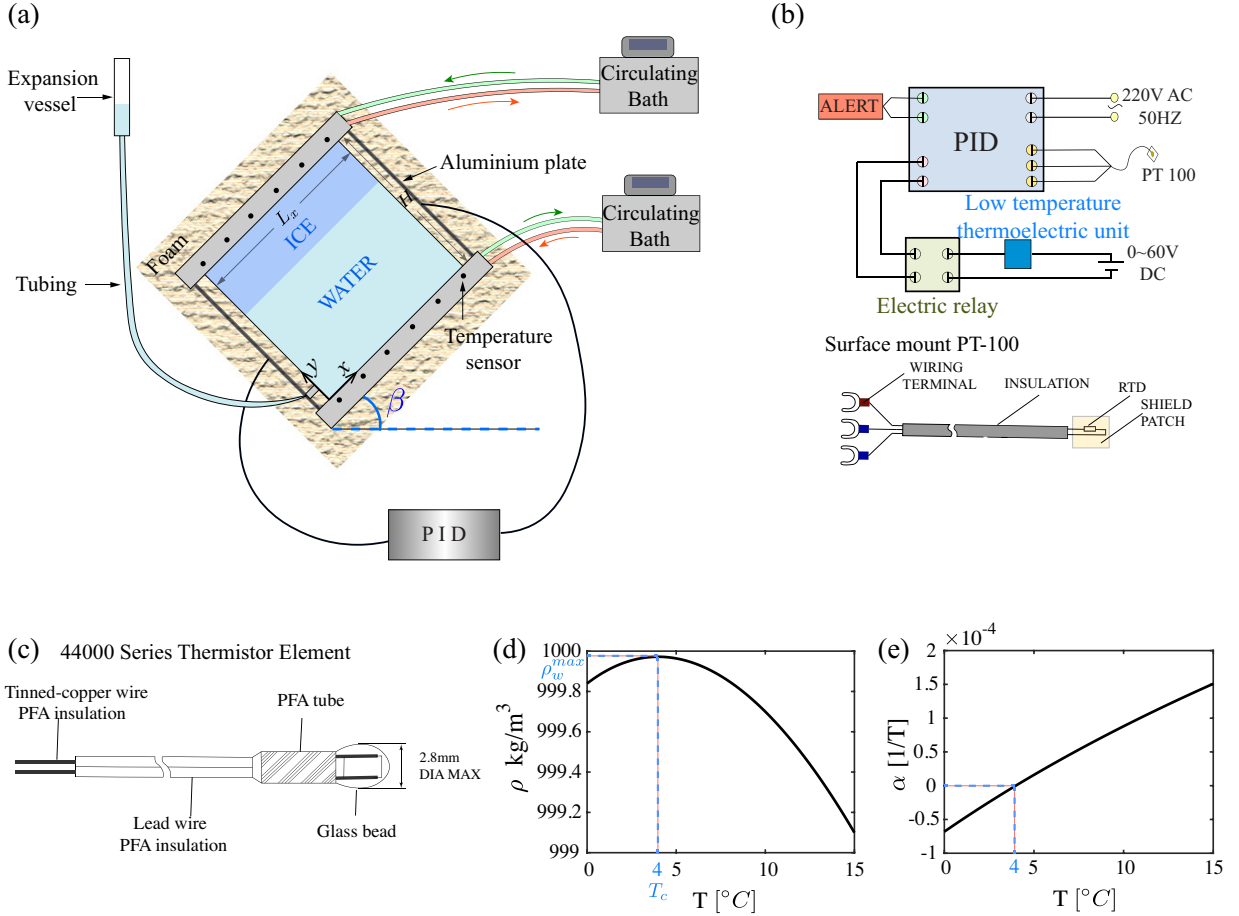 (a)
Expansion
vessel
Circulating
Bath
Aluminium plate
H
L_x
ICE
Foam
WATER
Circulating
Bath
Tubing
Temperature
sensor
y
x
β
PID
(b)
ALERT
PID
220V AC
50HZ
PT 100
Low temperature
thermoelectric unit
0~60V
DC
Electric relay
Surface mount PT-100
WIRING
TERMINAL
INSULATION
RTD
SHIELD
PATCH
(c)
44000 Series Thermistor Element
Tinned-copper wire
PFA insulation
PFA tube
2.8mm
DIA MAX
Lead wire
PFA insulation
Glass bead
(d)
1000
ρ_w^{max}
999.8
999.6
999.4
999.2
999
ρ kg/m³
0 4 5 10 15
T_c
T [°C]
(e)
×10⁻⁴
2
1.5
1
0.5
0
-0.5
-1
α [1/T]
0 4 5 10 15
T [°C]